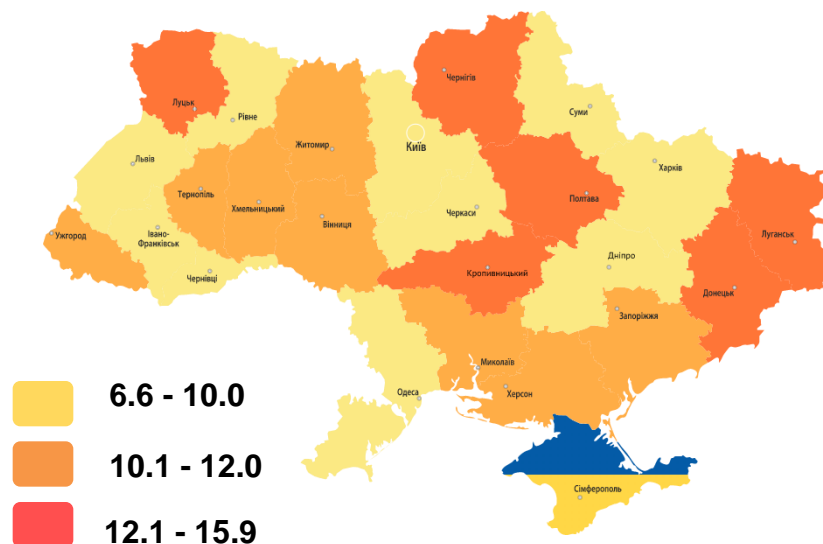 Чернігів
Луцьк
Рівне
Суми
Житомир
Київ
Львів
Харків
Тернопіль
Хмельницький
Полтава
Черкаси
Вінниця
Луганськ
Ужгород
Івано-
Франківськ
Дніпро
Чернівці
Кропивницький
Донецьк
Запоріжжя
Миколаїв
Херсон
Одеса
6.6 - 10.0
10.1 - 12.0
Сімферополь
12.1 - 15.9